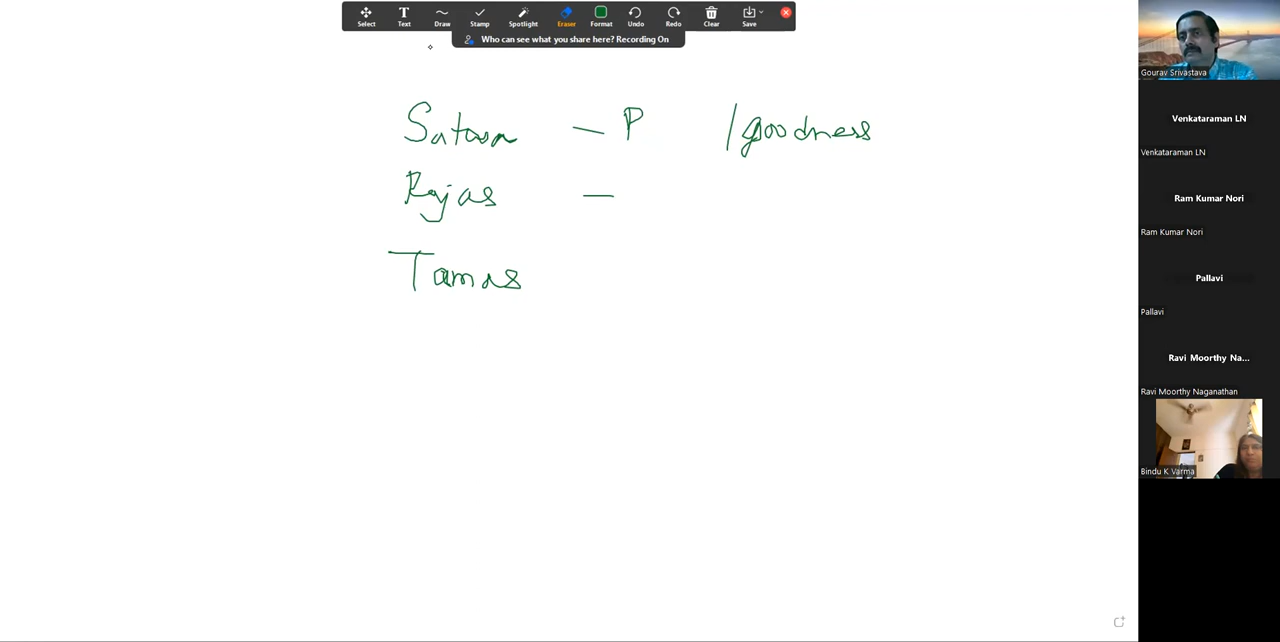 Select Text Draw Stamp Spotlight Eraser Format Undo Redo Clear Save
Who can see what you share here? Recording On
Satava — P /goodness
Rajas —
Tamas
Gourav Srivastava
Venkataraman LN
Venkataraman LN
Ram Kumar Nori
Ram Kumar Nori
Pallavi
Pallavi
Ravi Moorthy Na...
Ravi Moorthy Naganathan
Bindu K Varma